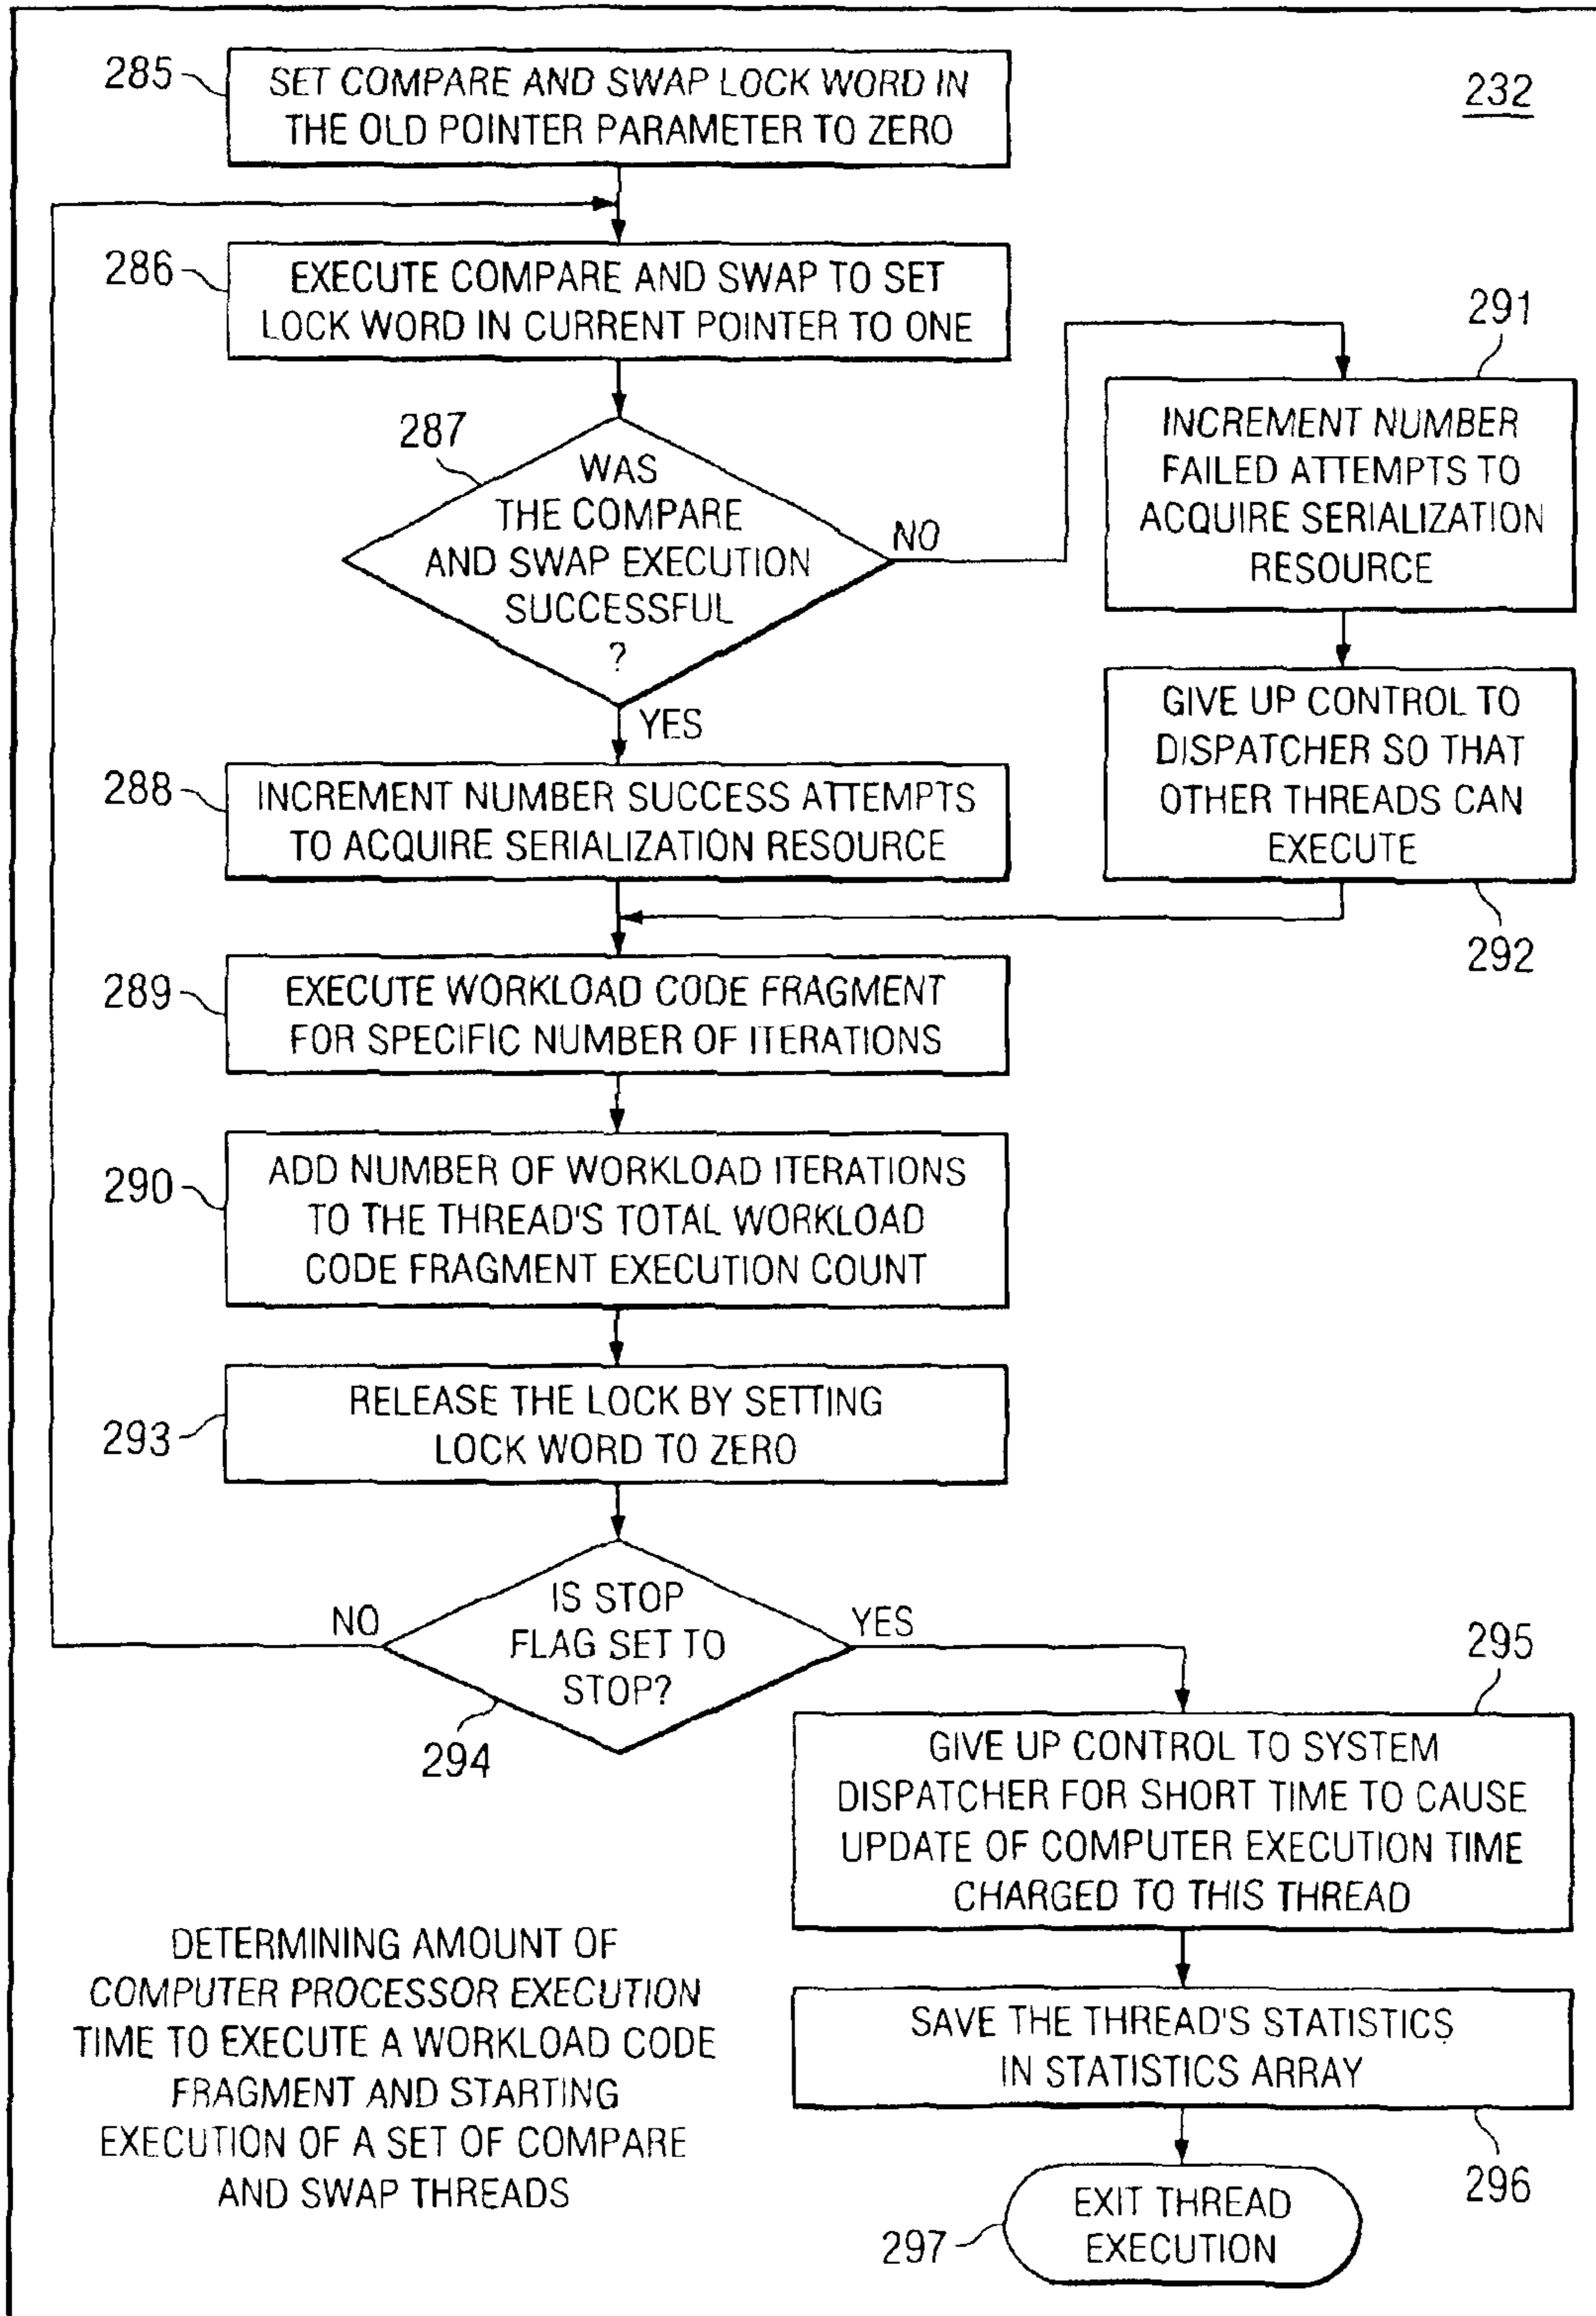 232
285
SET COMPARE AND SWAP LOCK WORD IN
THE OLD POINTER PARAMETER TO ZERO
286
EXECUTE COMPARE AND SWAP TO SET
LOCK WORD IN CURRENT POINTER TO ONE
287
WAS
THE COMPARE
AND SWAP EXECUTION
SUCCESSFUL
?
NO
YES
291
INCREMENT NUMBER
FAILED ATTEMPTS TO
ACQUIRE SERIALIZATION
RESOURCE
GIVE UP CONTROL TO
DISPATCHER SO THAT
OTHER THREADS CAN
EXECUTE
292
288
INCREMENT NUMBER SUCCESS ATTEMPTS
TO ACQUIRE SERIALIZATION RESOURCE
289
EXECUTE WORKLOAD CODE FRAGMENT
FOR SPECIFIC NUMBER OF ITERATIONS
290
ADD NUMBER OF WORKLOAD ITERATIONS
TO THE THREAD'S TOTAL WORKLOAD
CODE FRAGMENT EXECUTION COUNT
293
RELEASE THE LOCK BY SETTING
LOCK WORD TO ZERO
NO
IS STOP
FLAG SET TO
STOP?
YES
294
295
GIVE UP CONTROL TO SYSTEM
DISPATCHER FOR SHORT TIME TO CAUSE
UPDATE OF COMPUTER EXECUTION TIME
CHARGED TO THIS THREAD
SAVE THE THREAD'S STATISTICS
IN STATISTICS ARRAY
296
297
EXIT THREAD
EXECUTION
DETERMINING AMOUNT OF
COMPUTER PROCESSOR EXECUTION
TIME TO EXECUTE A WORKLOAD CODE
FRAGMENT AND STARTING
EXECUTION OF A SET OF COMPARE
AND SWAP THREADS